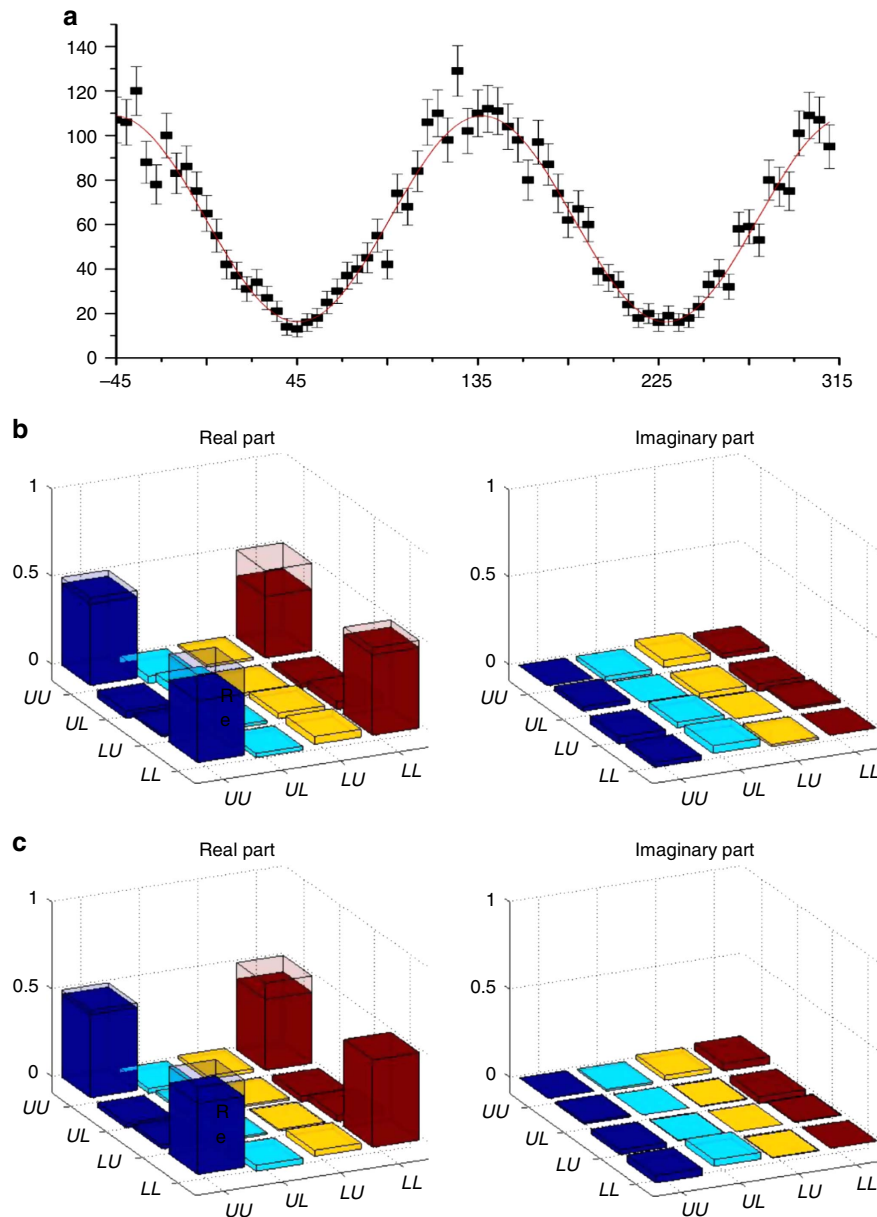 a
140
120
100
80
60
40
20
0
–45 45 135 225 315
b
Real part
Imaginary part
1
0.5
0
UU
UL
LU
LL
UU
UL
LU
LL
R
e
1
0.5
0
UU
UL
LU
LL
UU
UL
LU
LL
c
Real part
Imaginary part
1
0.5
0
UU
UL
LU
LL
UU
UL
LU
LL
R
e
1
0.5
0
UU
UL
LU
LL
UU
UL
LU
LL